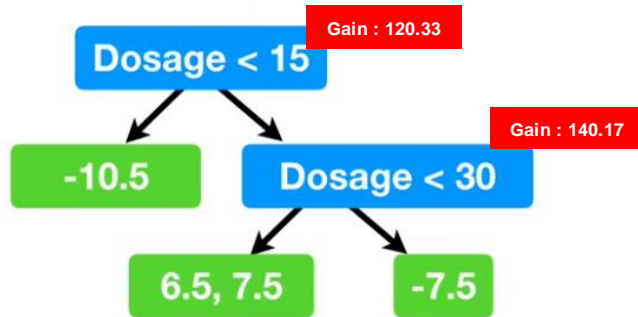 Gain : 120.33
Dosage < 15
Gain : 140.17
-10.5
Dosage < 30
6.5, 7.5
-7.5